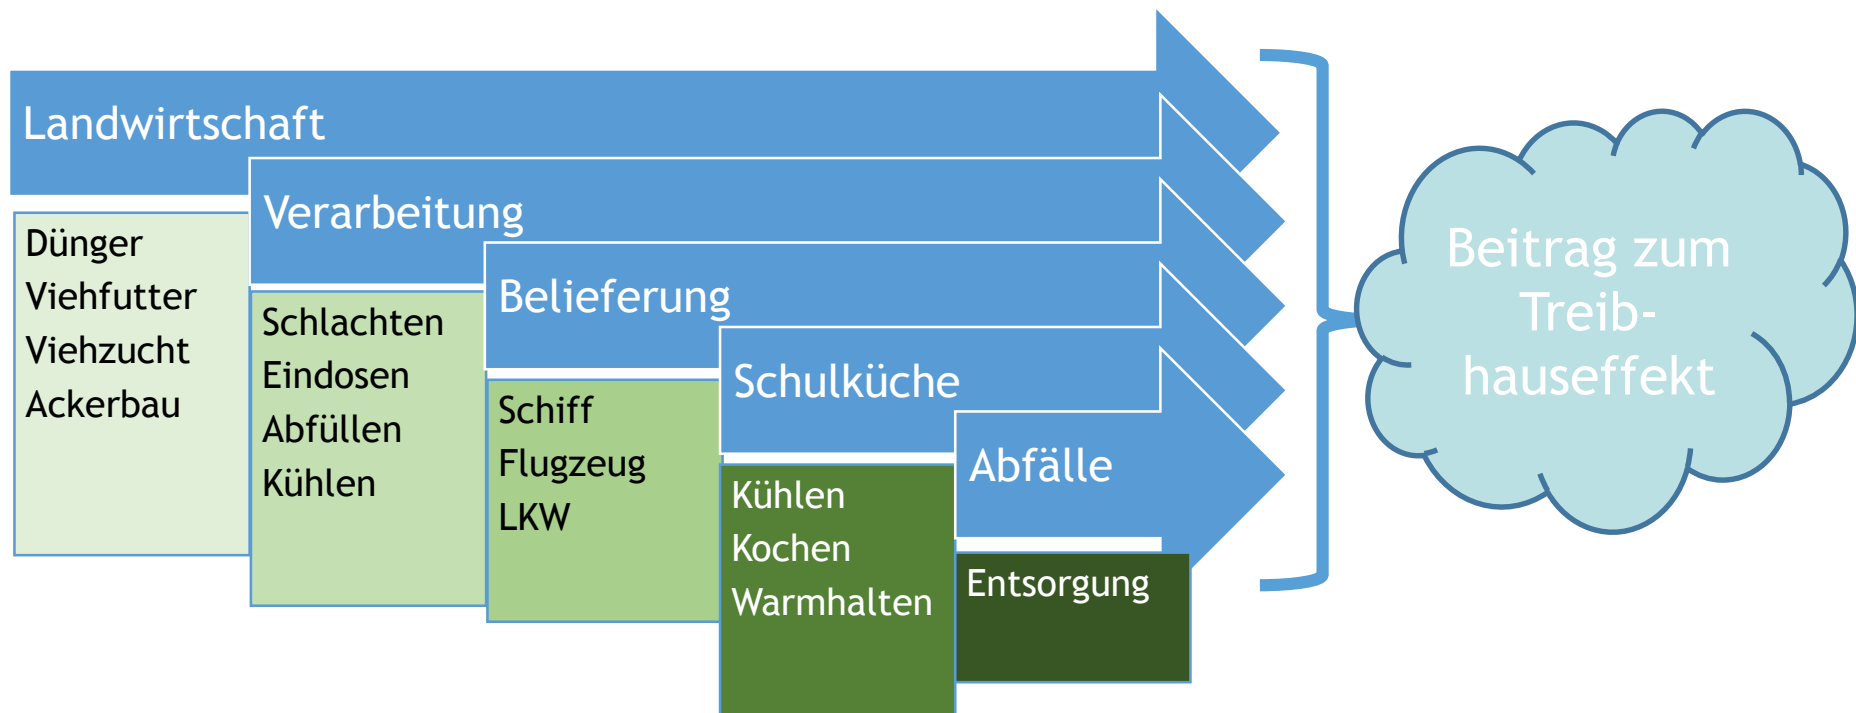 Landwirtschaft
Dünger
Viehfutter
Viehzucht
Ackerbau
Verarbeitung
Schlachten
Eindosen
Abfüllen
Kühlen
Belieferung
Schiff
Flugzeug
LKW
Schulküche
Kühlen
Kochen
Warmhalten
Abfälle
Entsorgung
Beitrag zum
Treib-
hauseffekt